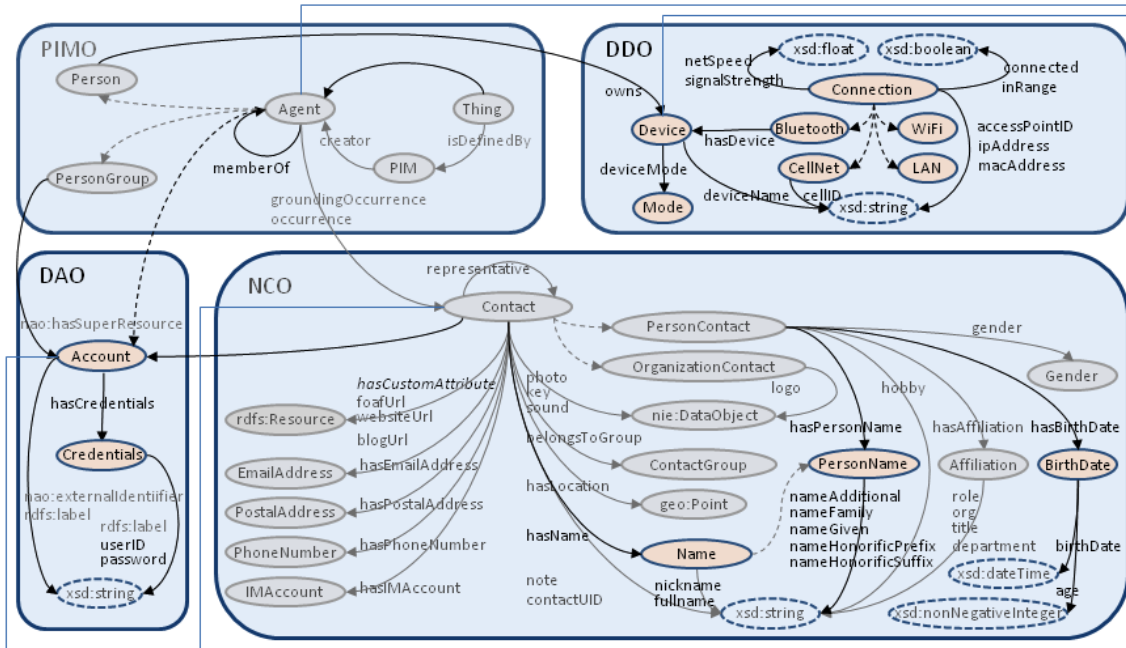 PIMO
Person
Agent
Thing
creator
isDefinedBy
memberOf
PersonGroup
PIM
groundingOccurrence
occurrence
owns
DDO
xsd:float
xsd:boolean
netSpeed
signalStrength
connected
inRange
Connection
Device
Bluetooth
WiFi
hasDevice
accessPointID
ipAddress
macAddress
deviceMode
CellNet
LAN
deviceName
cellID
Mode
xsd:string
DAO
nao:hasSuperResource
Account
hasCredentials
Credentials
nao:externalIdentifier
rdfs:label
rdfs:label
userID
password
xsd:string
NCO
representative
Contact
PersonContact
gender
OrganizationContact
Gender
hasCustomAttribute
foafUrl
websiteUrl
blogUrl
photo
key
sound
logo
hobby
rdfs:Resource
nie:DataObject
belongsToGroup
hasPersonName
hasAffiliation
hasBirthDate
EmailAddress
hasEmailAddress
ContactGroup
PersonName
Affiliation
BirthDate
hasLocation
PostalAddress
hasPostalAddress
geo:Point
nameAdditional
nameFamily
nameGiven
nameHonorificPrefix
nameHonorificSuffix
role
org
title
department
birthDate
hasName
PhoneNumber
hasPhoneNumber
Name
xsd:dateTime
IMAccount
hasIMAccount
note
contactUID
nickname
fullname
xsd:string
age
xsd:nonNegativeInteger